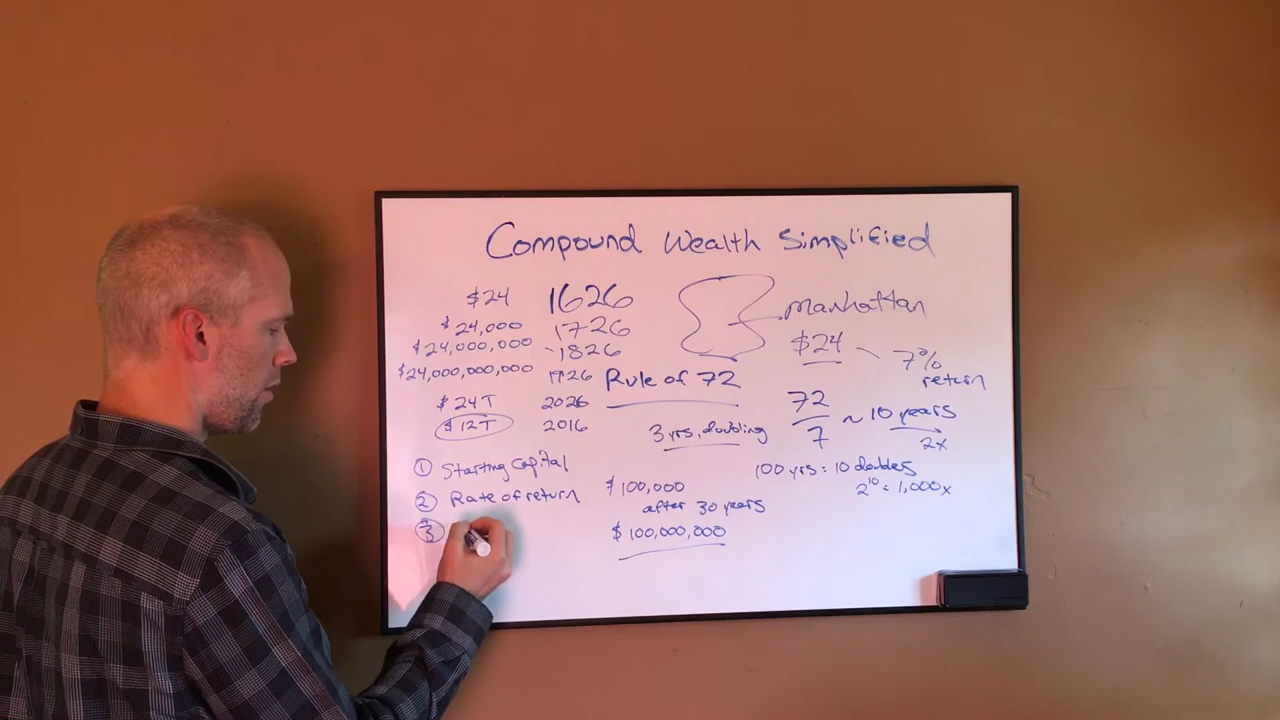 Compound Wealth Simplified
$24 1626
$24,000 1726
$24,000,000 1826
$24,000,000,000 1926
$24T 2026
$12T 2016
Manhattan
$24
7% return
Rule of 72
72
7
~ 10 years
2x
3 yrs, doubling
100 yrs = 10 doubles
2^10 = 1,000x
① Starting Capital
② Rate of return
③
$100,000
after 30 years
$100,000,000